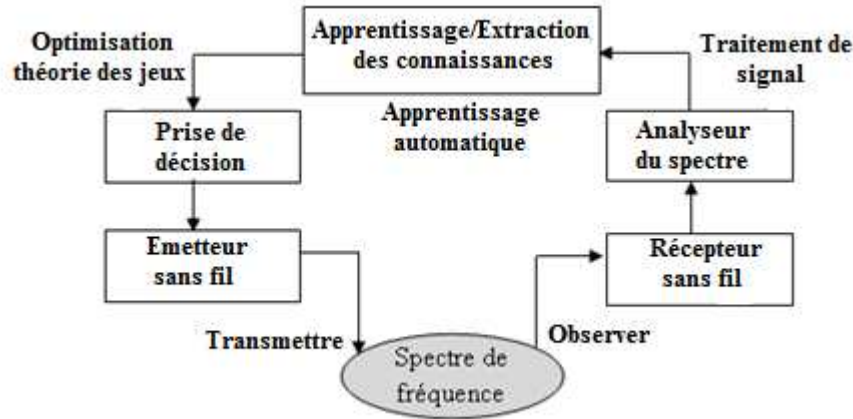 Optimisation
théorie des jeux
Apprentissage/Extraction
des connaissances
Traitement de
signal
Apprentissage
automatique
Prise de
décision
Analyseur
du spectre
Emetteur
sans fil
Récepteur
sans fil
Transmettre
Observer
Spectre de
fréquence